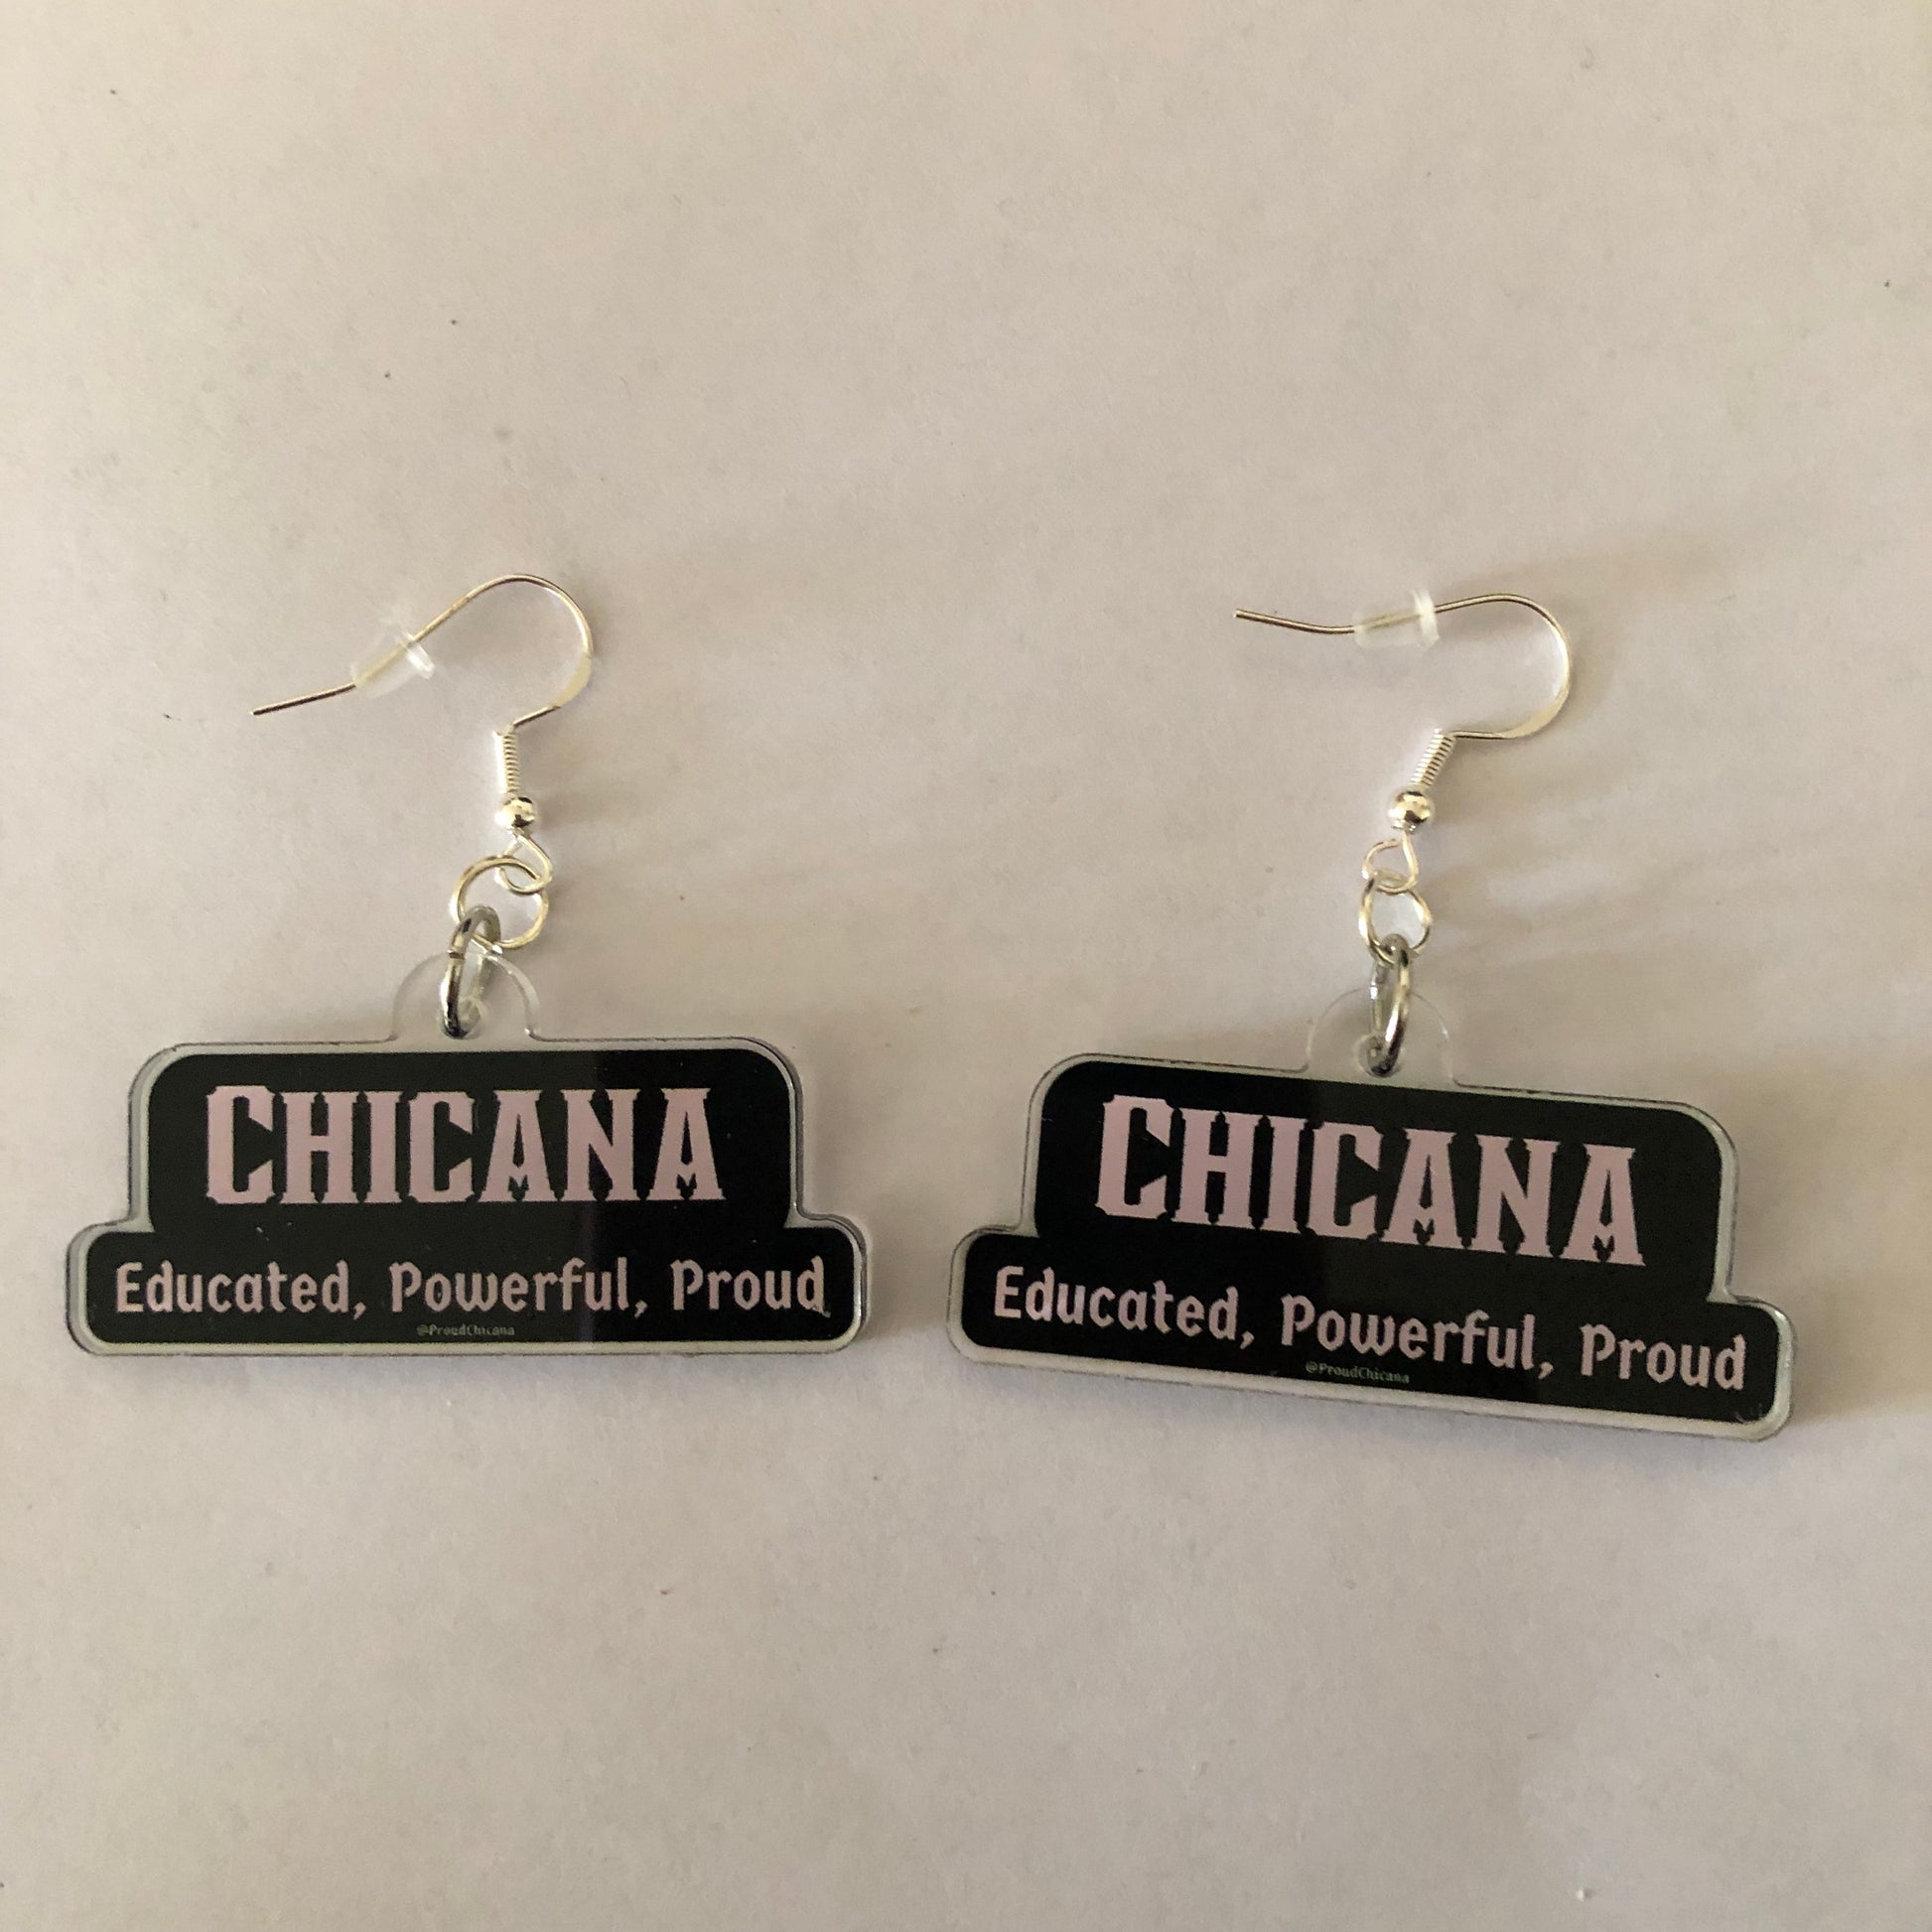 CHICANA
Educated, Powerful, Proud
@ProudChicana
CHICANA
Educated, Powerful, Proud
@ProudChicana